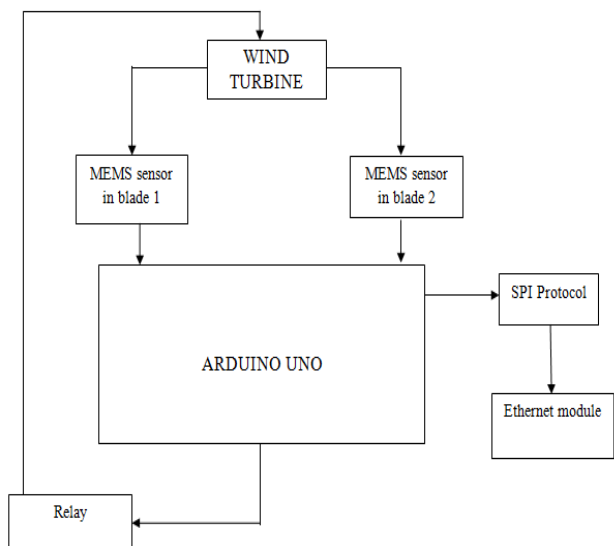 WIND
TURBINE
MEMS sensor
in blade 1
MEMS sensor
in blade 2
SPI Protocol
ARDUINO UNO
Ethernet module
Relay